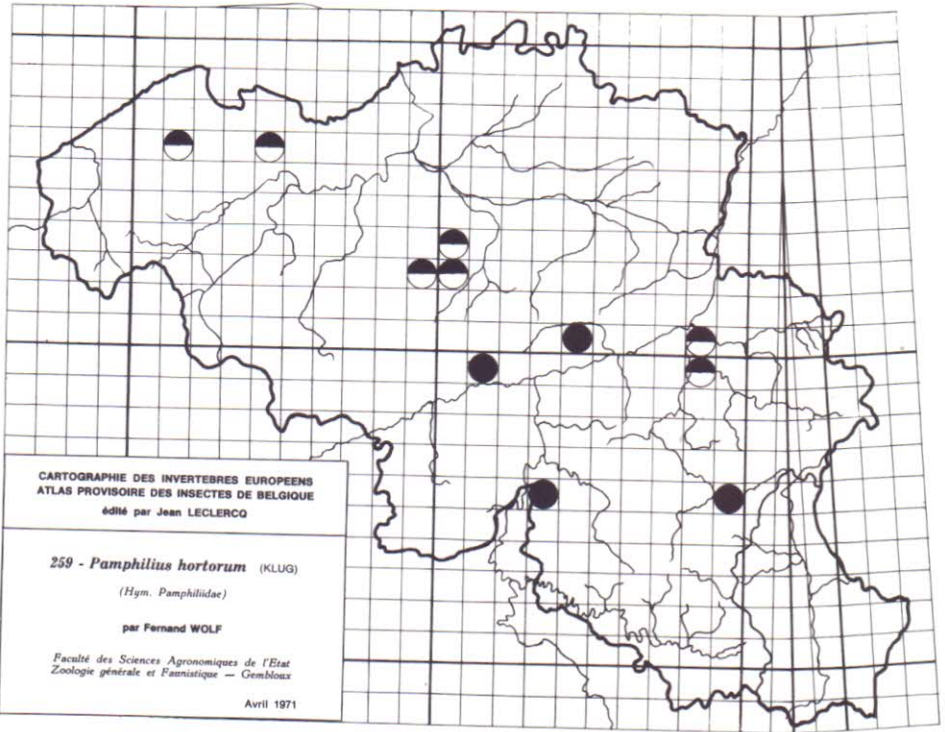 CARTOGRAPHIE DES INVERTEBRES EUROPEENS
ATLAS PROVISOIRE DES INSECTES DE BELGIQUE
édité par Jean LECLERCQ
259 - Pamphilius hortorum (KLUG)
(Hym. Pamphiliidae)
par Fernand WOLF
Faculté des Sciences Agronomiques de l'Etat
Zoologie générale et Faunistique — Gembloux
Avril 1971